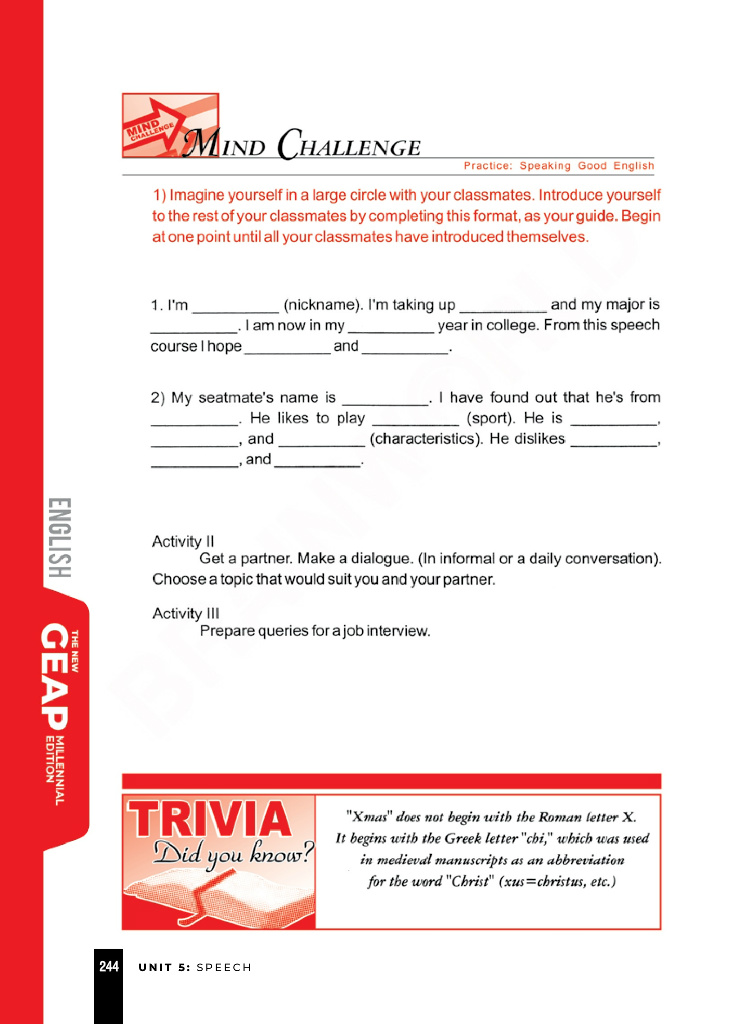 MIND
CHALLENGE
MIND CHALLENGE
Practice: Speaking Good English
1) Imagine yourself in a large circle with your classmates. Introduce yourself
to the rest of your classmates by completing this format, as your guide. Begin
at one point until all your classmates have introduced themselves.
1. I'm __________ (nickname). I'm taking up __________ and my major is
__________. I am now in my __________ year in college. From this speech
course I hope __________ and __________.
2) My seatmate's name is __________. I have found out that he's from
__________. He likes to play __________ (sport). He is __________,
__________, and __________ (characteristics). He dislikes __________,
__________, and __________.
Activity II
Get a partner. Make a dialogue. (In informal or a daily conversation).
Choose a topic that would suit you and your partner.
Activity III
Prepare queries for a job interview.
ENGLISH
THE NEW
GEAP
MILLENNIAL
EDITION
TRIVIA
Did you know?
"Xmas" does not begin with the Roman letter X.
It begins with the Greek letter "chi," which was used
in medieval manuscripts as an abbreviation
for the word "Christ" (xus=christus, etc.)
244 UNIT 5: SPEECH